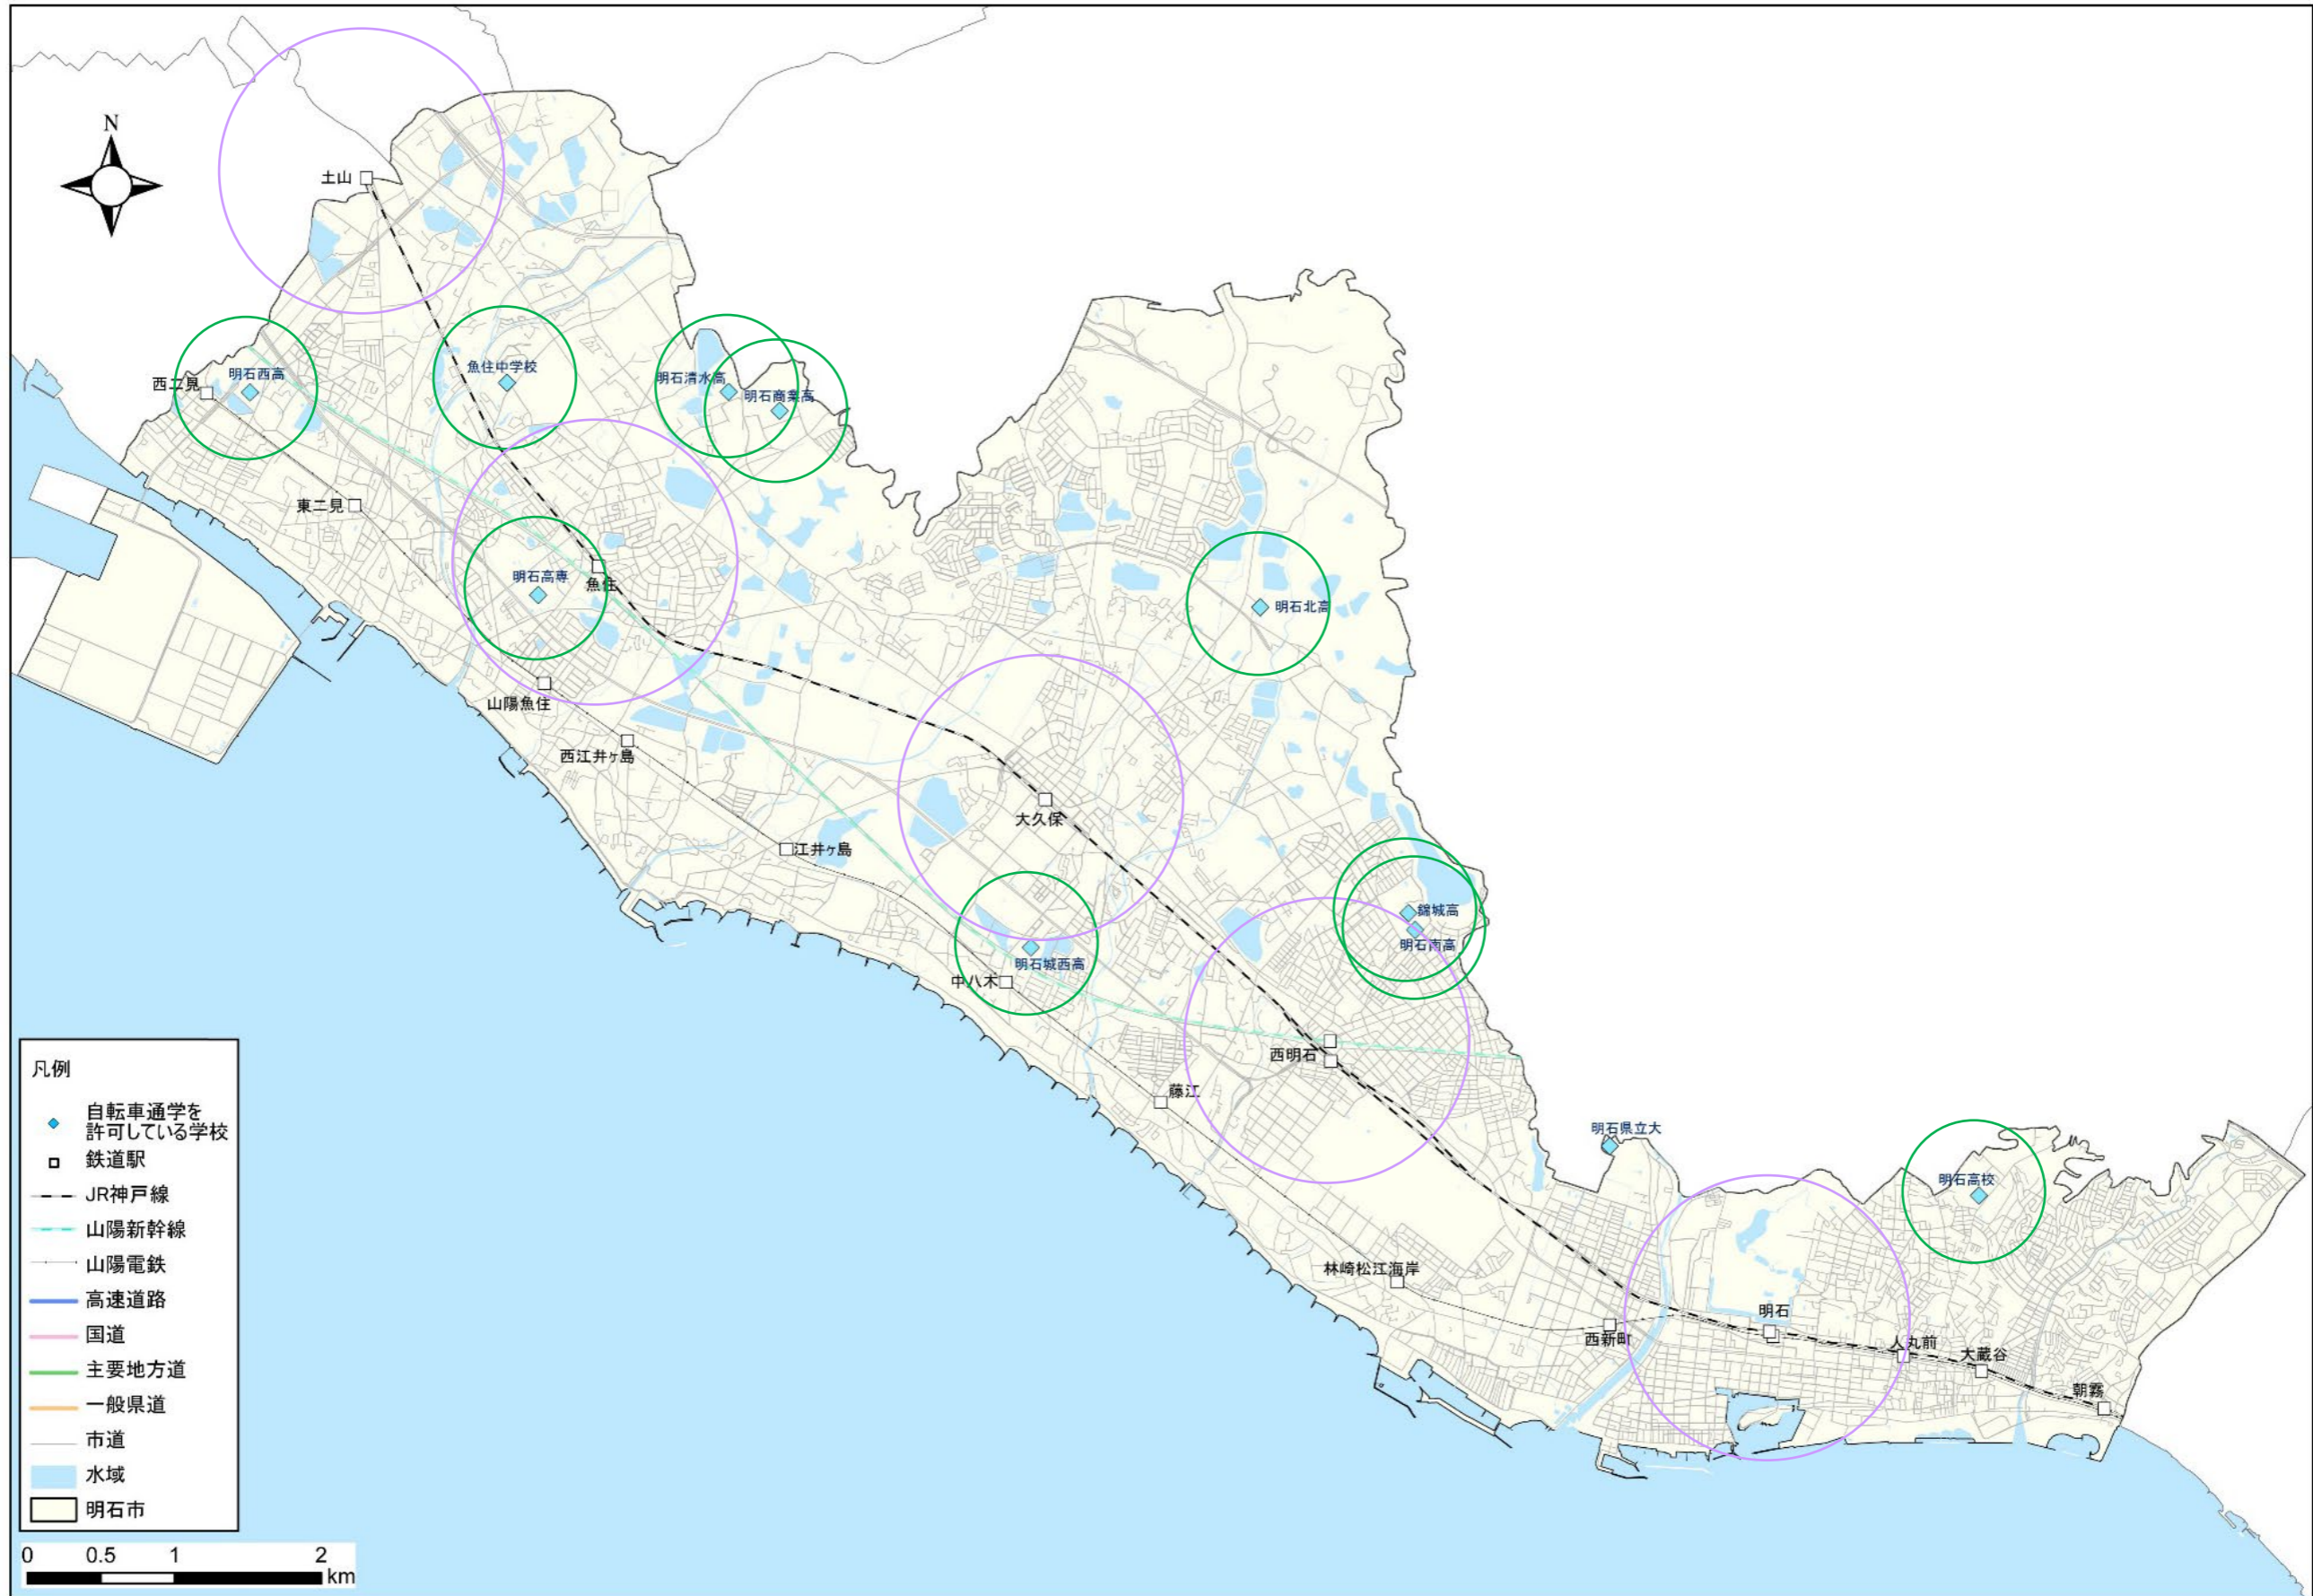 N
土山
西二見
明石西高
魚住中学校
明石清水高
明石商業高
東二見
明石高専
魚住
明石北高
山陽魚住
西江井ヶ島
大久保
江井ヶ島
錦城高
明石南高
明石城西高
中八木
西明石
藤江
明石県立大
明石高校
林崎松江海岸
明石
西新町
人丸前
大蔵谷
朝霧
凡例
自転車通学を
許可している学校
鉄道駅
JR神戸線
山陽新幹線
山陽電鉄
高速道路
国道
主要地方道
一般県道
市道
水域
明石市
0 0.5 1 2
km